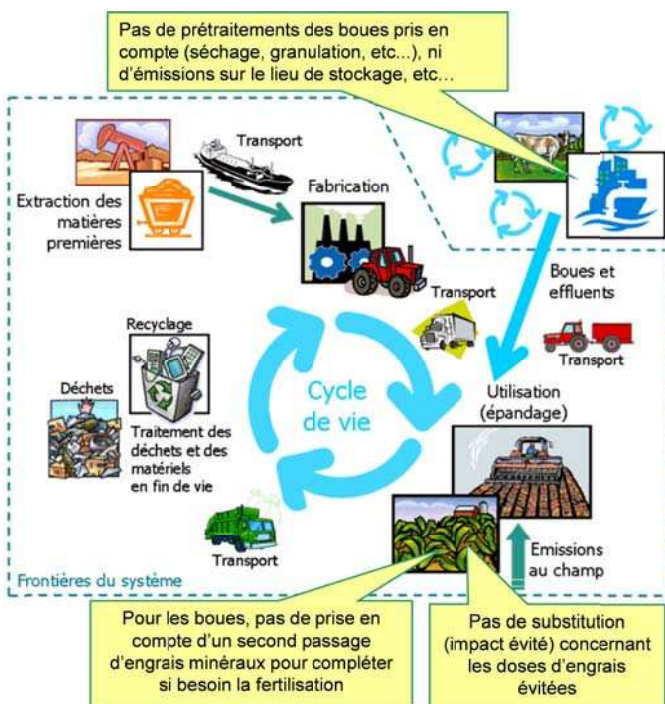 Pas de prétraitements des boues pris en
compte (séchage, granulation, etc...), ni
d'émissions sur le lieu de stockage, etc…
Transport
Extraction des
matières
premières
Fabrication
Boues et
effluents
Transport
Transport
Recyclage
Déchets
Traitement des
déchets et des
matériels
en fin de vie
Cycle
de vie
Utilisation
(épandage)
Transport
Emissions
au champ
Frontières du système
Pour les boues, pas de prise en
compte d'un second passage
d'engrais minéraux pour compléter
si besoin la fertilisation
Pas de substitution
(impact évité) concernant
les doses d'engrais
évitées